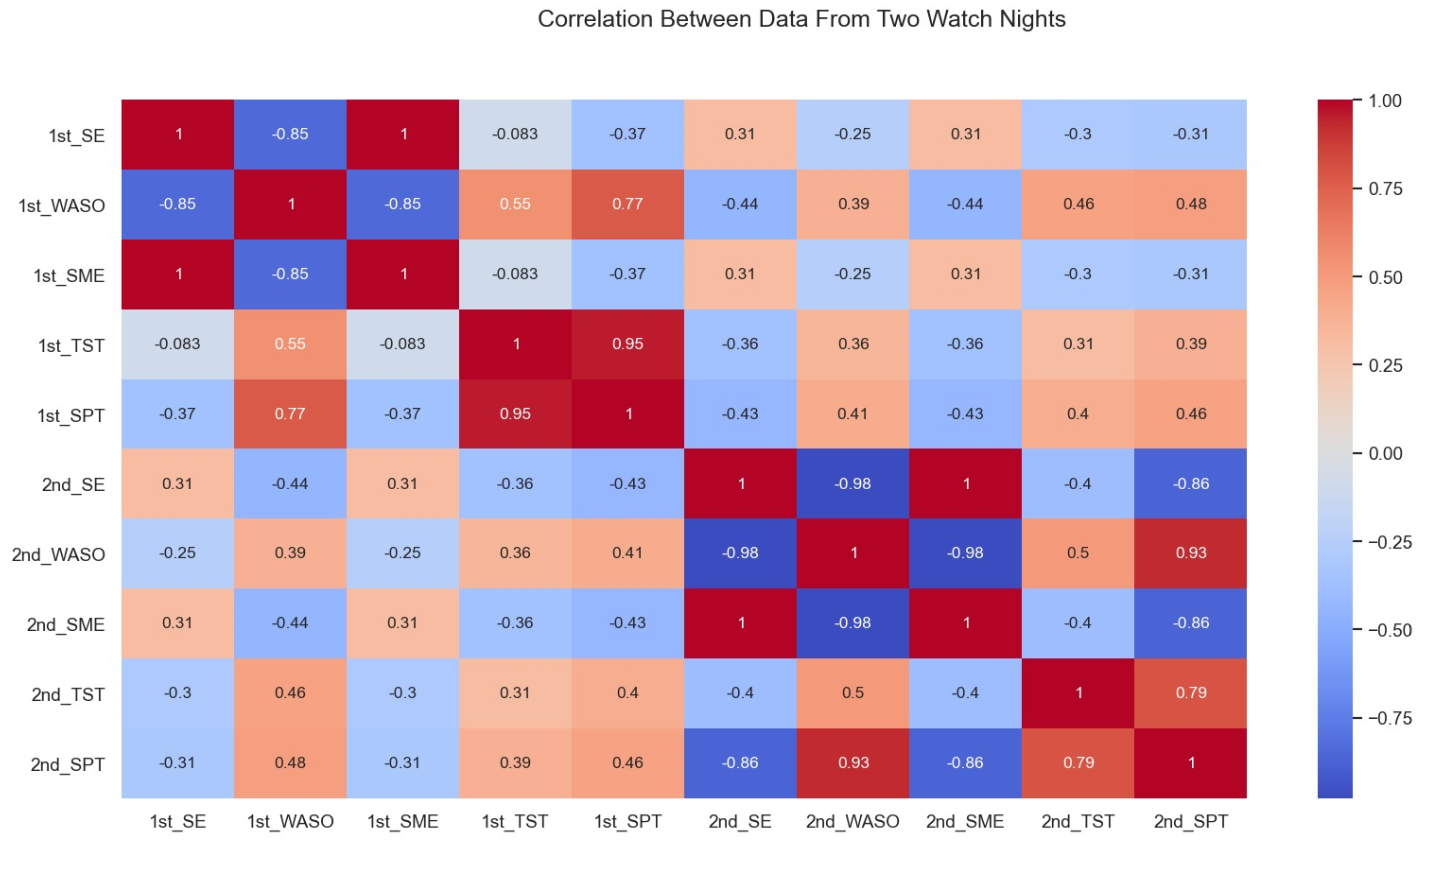 Correlation Between Data From Two Watch Nights
1st_SE 1 -0.85 1 -0.083 -0.37 0.31 -0.25 0.31 -0.3 -0.31
1st_WASO -0.85 1 -0.85 0.55 0.77 -0.44 0.39 -0.44 0.46 0.48
1st_SME 1 -0.85 1 -0.083 -0.37 0.31 -0.25 0.31 -0.3 -0.31
1st_TST -0.083 0.55 -0.083 1 0.95 -0.36 0.36 -0.36 0.31 0.39
1st_SPT -0.37 0.77 -0.37 0.95 1 -0.43 0.41 -0.43 0.4 0.46
2nd_SE 0.31 -0.44 0.31 -0.36 -0.43 1 -0.98 1 -0.4 -0.86
2nd_WASO -0.25 0.39 -0.25 0.36 0.41 -0.98 1 -0.98 0.5 0.93
2nd_SME 0.31 -0.44 0.31 -0.36 -0.43 1 -0.98 1 -0.4 -0.86
2nd_TST -0.3 0.46 -0.3 0.31 0.4 -0.4 0.5 -0.4 1 0.79
2nd_SPT -0.31 0.48 -0.31 0.39 0.46 -0.86 0.93 -0.86 0.79 1
1st_SE 1st_WASO 1st_SME 1st_TST 1st_SPT 2nd_SE 2nd_WASO 2nd_SME 2nd_TST 2nd_SPT
1.00
0.75
0.50
0.25
0.00
−0.25
−0.50
−0.75